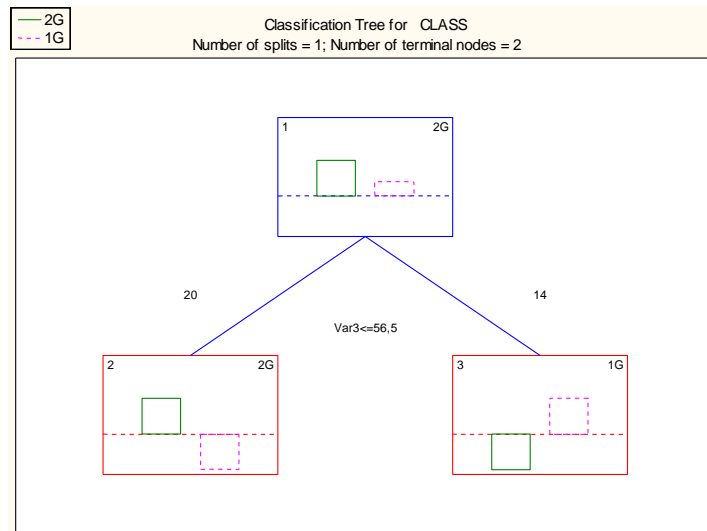 2G
1G
Classification Tree for CLASS
Number of splits = 1; Number of terminal nodes = 2
1 2G
20 14
Var3<=56,5
2 2G 3 1G